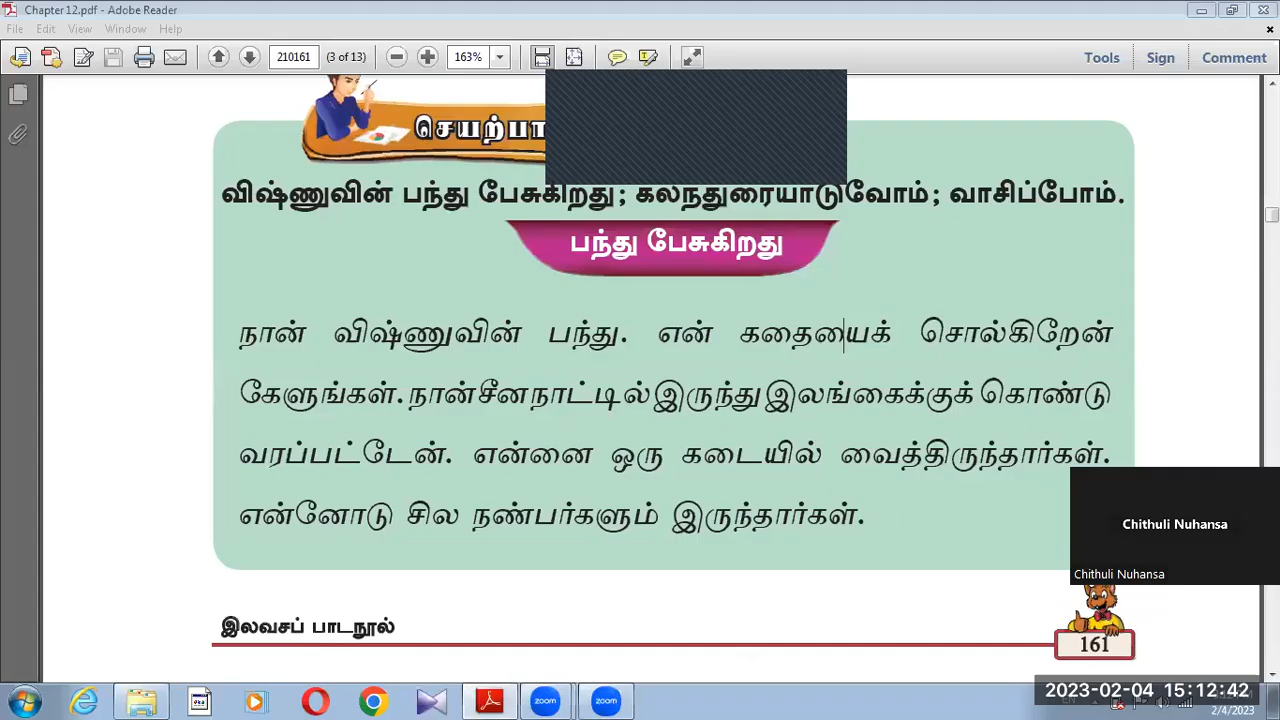 Chapter 12.pdf - Adobe Reader
File Edit View Window Help
210161 (3 of 13) 163% Tools Sign Comment
விஷ்ணுவின் பந்து பேசுகிறது; கலந்துரையாடுவோம்; வாசிப்போம்.
பந்து பேசுகிறது
நான் விஷ்ணுவின் பந்து. என் கதையைக் சொல்கிறேன்
கேளுங்கள். நான் சீன நாட்டில் இருந்து இலங்கைக்குக் கொண்டு
வரப்பட்டேன். என்னை ஒரு கடையில் வைத்திருந்தார்கள்.
என்னோடு சில நண்பர்களும் இருந்தார்கள்.
Chithuli Nuhansa
Chithuli Nuhansa
இலவசப் பாடநூல்
161
zoom zoom
2023-02-04 15:12:42
2/4/2023